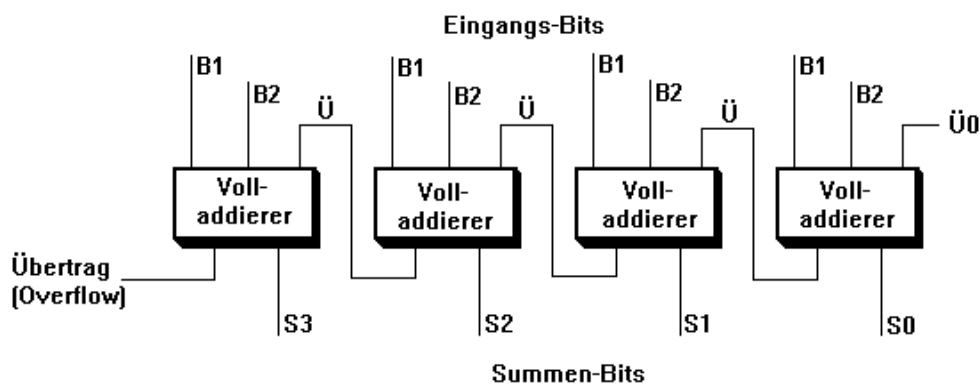 Eingangs-Bits
B1
B2
Ü
B1
B2
Ü
B1
B2
Ü
B1
B2
Ü0
Voll-
addierer
Voll-
addierer
Voll-
addierer
Voll-
addierer
Übertrag
(Overflow)
S3
S2
S1
S0
Summen-Bits